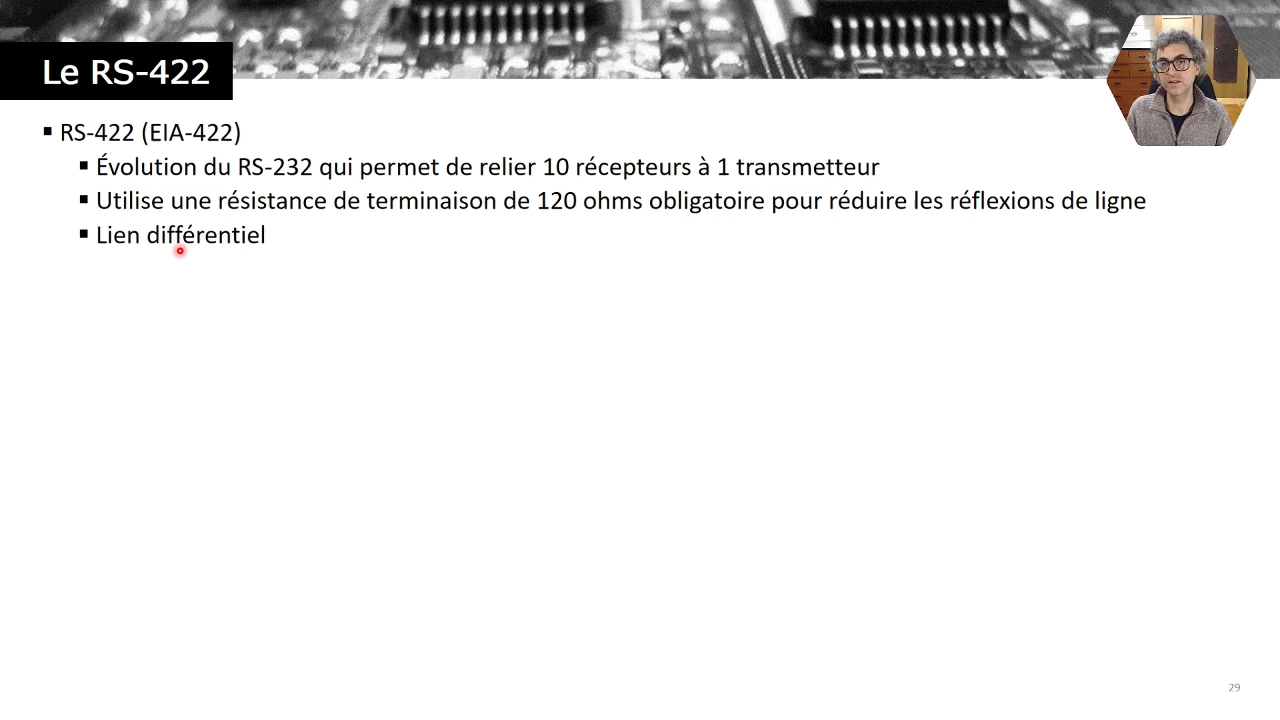 Le RS-422
▪ RS-422 (EIA-422)
▪ Évolution du RS-232 qui permet de relier 10 récepteurs à 1 transmetteur
▪ Utilise une résistance de terminaison de 120 ohms obligatoire pour réduire les réflexions de ligne
▪ Lien différentiel
29